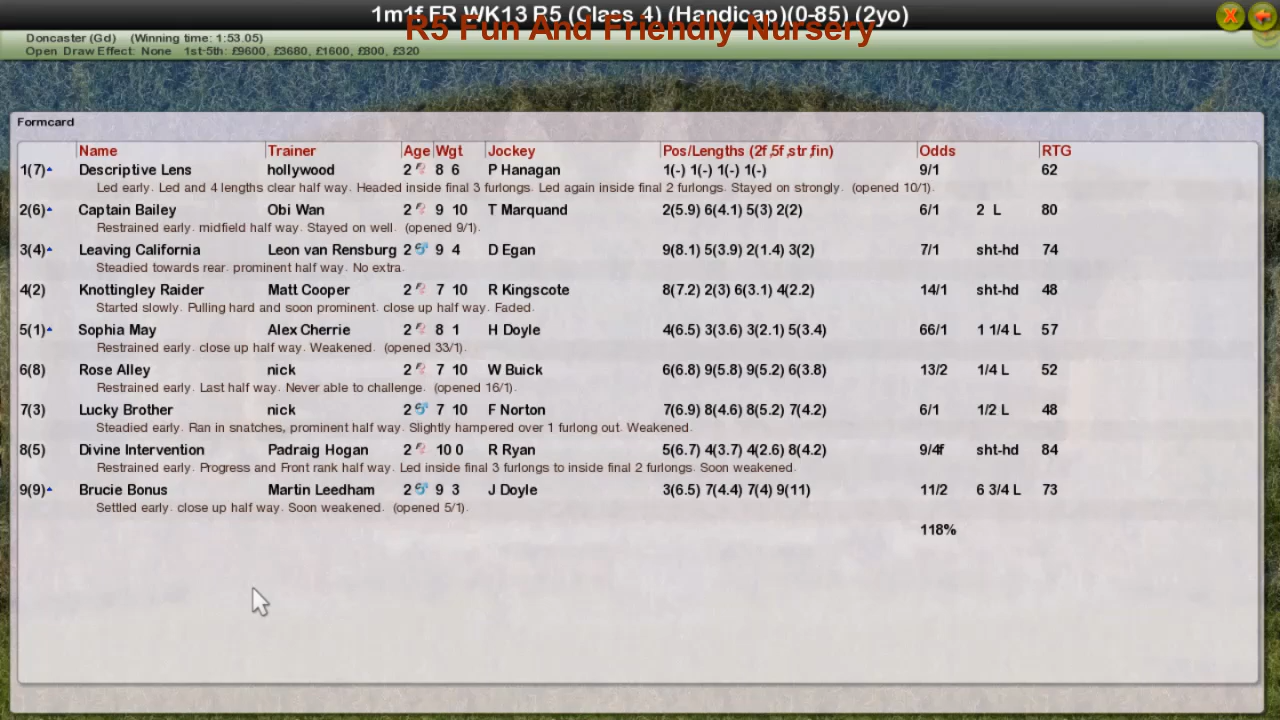 1m1f FR WK13 R5 (Class 4) (Handicap)(0-85) (2yo)
R5 Fun And Friendly Nursery
Doncaster (Gd) (Winning time: 1:53.05)
Open Draw Effect: None 1st-5th: £9600, £3680, £1600, £800, £320
Formcard
Name Trainer Age Wgt Jockey Pos/Lengths (2f,5f,str,fin) Odds RTG
1(7) Descriptive Lens hollywood 2 8 6 P Hanagan 1(-) 1(-) 1(-) 1(-) 9/1 62
Led early. Led and 4 lengths clear half way. Headed inside final 3 furlongs. Led again inside final 2 furlongs. Stayed on strongly. (opened 10/1).
2(6) Captain Bailey Obi Wan 2 9 10 T Marquand 2(5.9) 6(4.1) 5(3) 2(2) 6/1 2 L 80
Restrained early. midfield half way. Stayed on well. (opened 9/1).
3(4) Leaving California Leon van Rensburg 2 9 4 D Egan 9(8.1) 5(3.9) 2(1.4) 3(2) 7/1 sht-hd 74
Steadied towards rear. prominent half way. No extra.
4(2) Knottingley Raider Matt Cooper 2 7 10 R Kingscote 8(7.2) 2(3) 6(3.1) 4(2.2) 14/1 sht-hd 48
Started slowly. Pulling hard and soon prominent. close up half way. Faded.
5(1) Sophia May Alex Cherrie 2 8 1 H Doyle 4(6.5) 3(3.6) 3(2.1) 5(3.4) 66/1 1 1/4 L 57
Restrained early. close up half way. Weakened. (opened 33/1).
6(8) Rose Alley nick 2 7 10 W Buick 6(6.8) 9(5.8) 9(5.2) 6(3.8) 13/2 1/4 L 52
Restrained early. Last half way. Never able to challenge. (opened 16/1).
7(3) Lucky Brother nick 2 7 10 F Norton 7(6.9) 8(4.6) 8(5.2) 7(4.2) 6/1 1/2 L 48
Steadied early. Ran in snatches, prominent half way. Slightly hampered over 1 furlong out. Weakened.
8(5) Divine Intervention Padraig Hogan 2 10 0 R Ryan 5(6.7) 4(3.7) 4(2.6) 8(4.2) 9/4f sht-hd 84
Restrained early. Progress and Front rank half way. Led inside final 3 furlongs to inside final 2 furlongs. Soon weakened.
9(9) Brucie Bonus Martin Leedham 2 9 3 J Doyle 3(6.5) 7(4.4) 7(4) 9(11) 11/2 6 3/4 L 73
Settled early. close up half way. Soon weakened. (opened 5/1).
118%